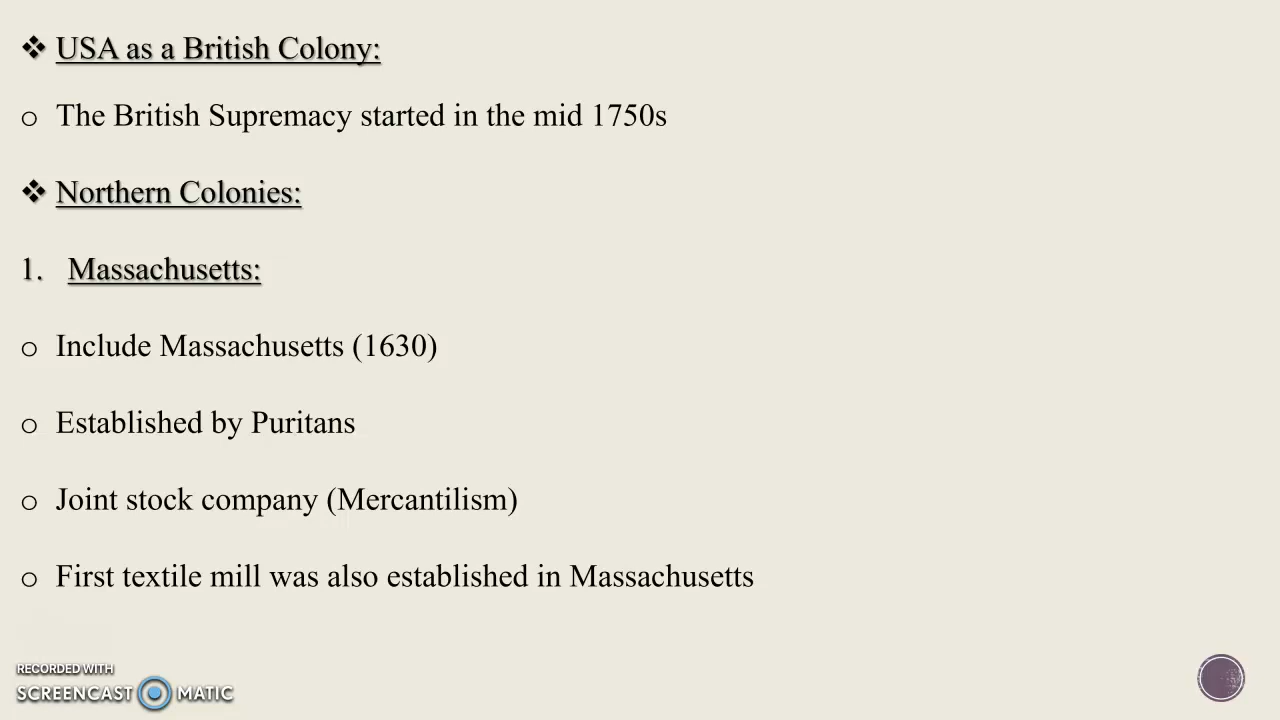 ❖ USA as a British Colony:
o The British Supremacy started in the mid 1750s
❖ Northern Colonies:
1. Massachusetts:
o Include Massachusetts (1630)
o Established by Puritans
o Joint stock company (Mercantilism)
o First textile mill was also established in Massachusetts
RECORDED WITH
SCREENCAST MATIC